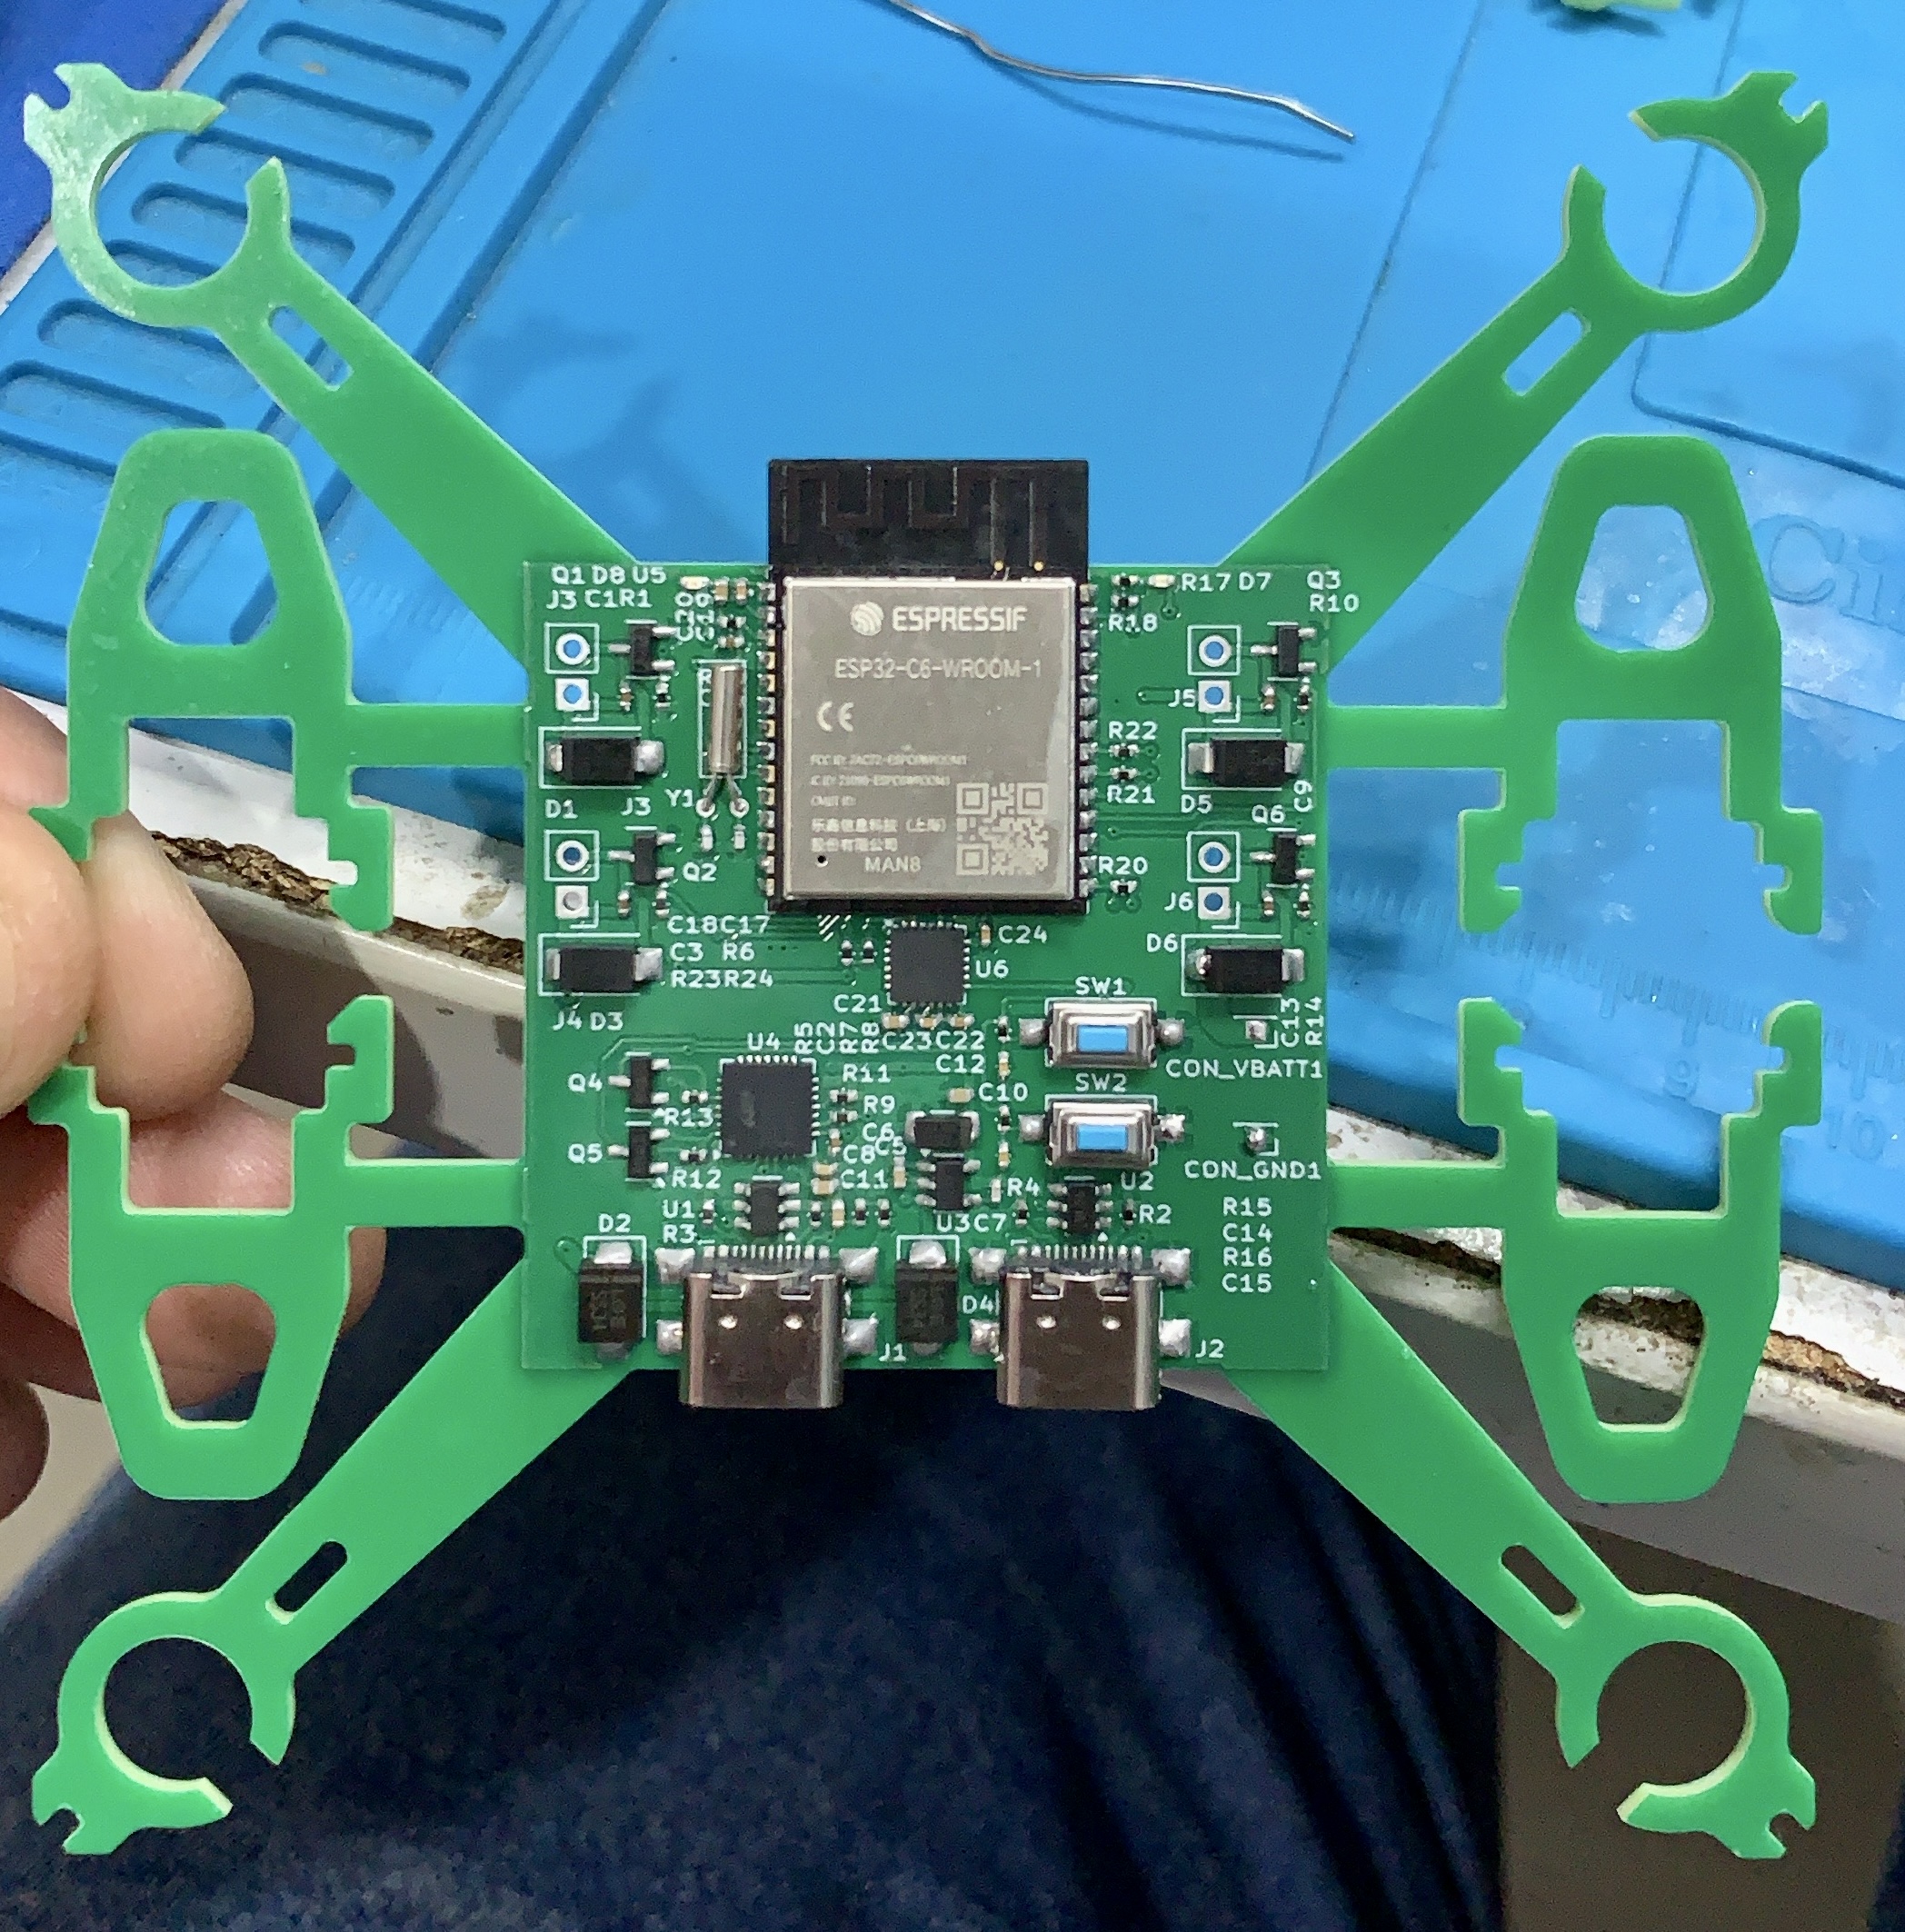 Q1 D8 U5
J3 C1R1
R17 D7
Q3
R10
R18
ESPRESSIF
ESP32-C6-WROOM-1
CE
J5
R22
R21
FCC ID: 2AC7Z-ESPC6WROOM1
IC ID: 21098-ESPC6WROOM1
CMIIT ID:
乐鑫信息科技（上海）
股份有限公司
MAN8
D1
J3
Y1
D5
C9
Q6
Q2
R20
J6
C18C17
C3 R6
R23R24
C24
U6
D6
J4 D3
C21
SW1
C13
R14
U4
R5
C2
R7
R8
C23C22
C12
CON_VBATT1
Q4
R11
SW2
C10
R13
R9
C6
C5
C8
Q5
R12
C11
CON_GND1
U1
R3
R4
U2
U3C7
R2
R15
C14
R16
C15
D2
D4
J1
J2
Ci
9
10